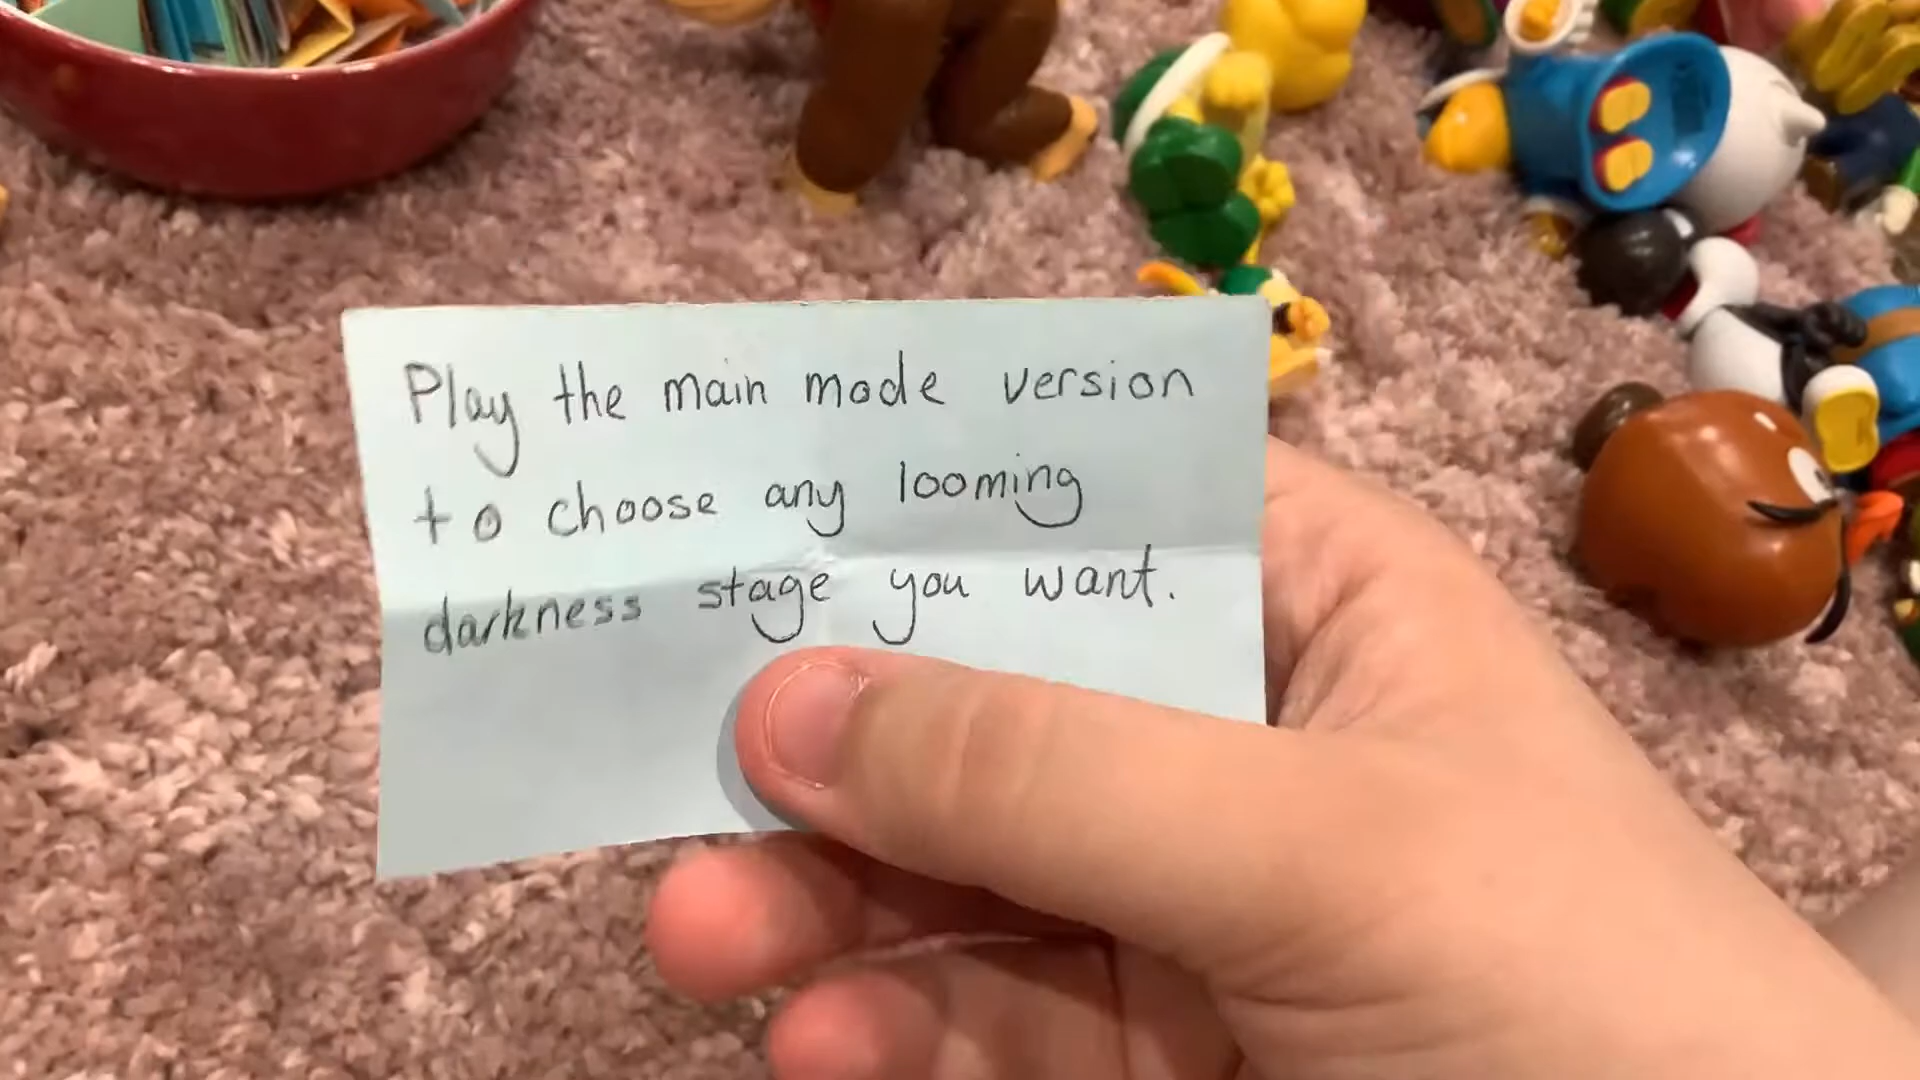 Play the main mode version
to choose any looming
darkness stage you want.